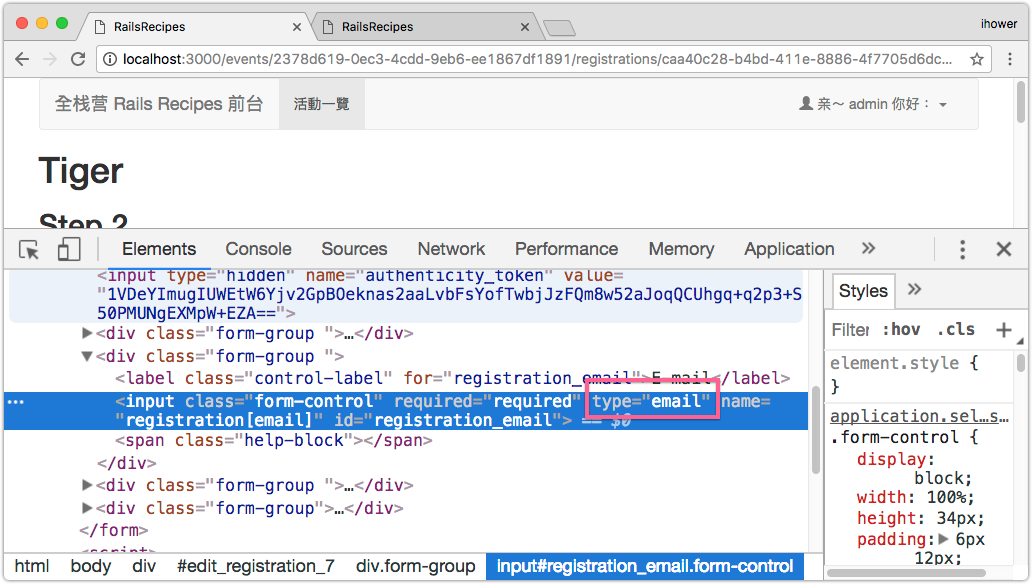 RailsRecipes
RailsRecipes
ihower
localhost:3000/events/2378d619-0ec3-4cdd-9eb6-ee1867df1891/registrations/caa40c28-b4bd-411e-8886-4f7705d6dc...
全栈营 Rails Recipes 前台
活動一覽
亲～ admin 你好：
Tiger
Step 2
Elements Console Sources Network Performance Memory Application »
<input type="hidden" name="authenticity_token" value=
"1VDeYImugIUWEtW6Yjv2GpBOeknas2aaLvbFsYofTwbjJzFQm8w52aJoqQCUhgq+q2p3+S
50PMUNgEXMpW+EZA==">
▶<div class="form-group ">…</div>
▼<div class="form-group ">
<label class="control-label" for="registration_email">E-mail</label>
<input class="form-control" required="required" type="email" name=
"registration[email]" id="registration_email"> == $0
<span class="help-block"></span>
</div>
▶<div class="form-group ">…</div>
▶<div class="form-group">…</div>
</form>
<script>
html body div #edit_registration_7 div.form-group input#registration_email.form-control
Styles »
Filter :hov .cls +
element.style {
}
application.sel…s…
.form-control {
display:
block;
width: 100%;
height: 34px;
padding:▶ 6px
12px;